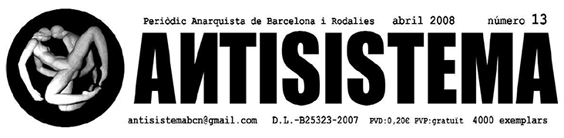 Periòdic Anarquista de Barcelona i Rodalies abril 2008 número 13
AИTISISTEMA
antisistemabcn@gmail.com D.L.-B25323-2007 PVD:0,20€ PVP:gratuït 4000 exemplars